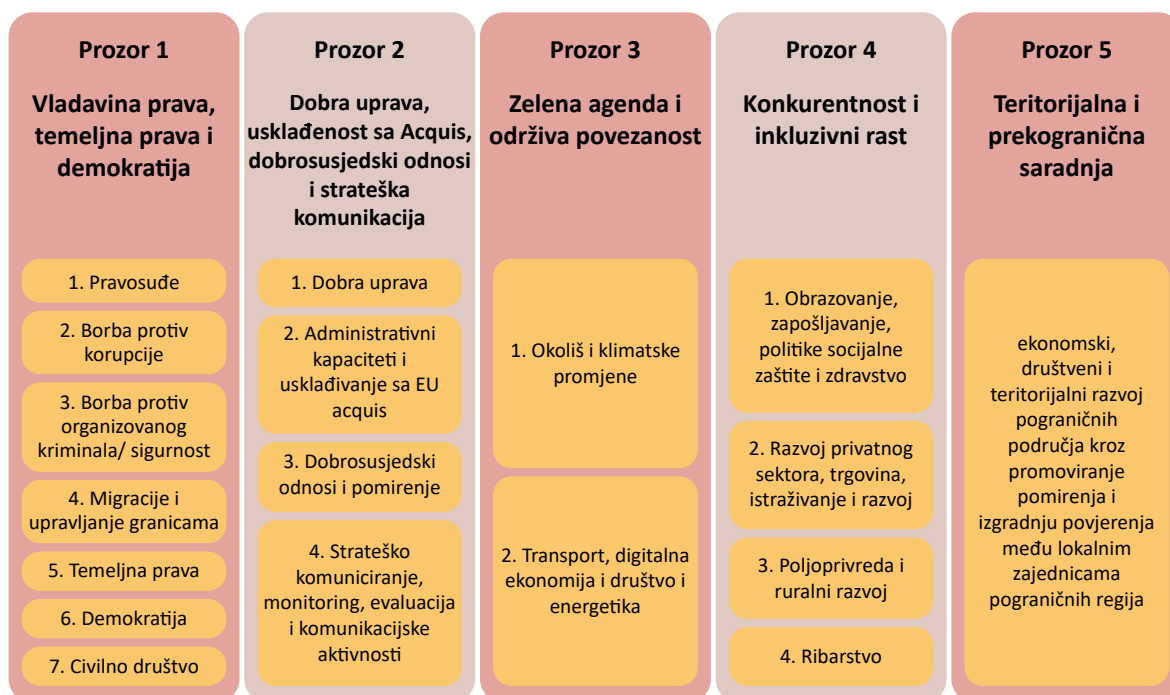 Prozor 1
Vladavina prava,
temeljna prava i
demokratija
1. Pravosuđe
2. Borba protiv
korupcije
3. Borba protiv
organizovanog
kriminala/ sigurnost
4. Migracije i
upravljanje granicama
5. Temeljna prava
6. Demokratija
7. Civilno društvo
Prozor 2
Dobra uprava,
usklađenost sa Acquis,
dobrosusjedski odnosi
i strateška
komunikacija
1. Dobra uprava
2. Administrativni
kapaciteti i
usklađivanje sa EU
acquis
3. Dobrosusjedski
odnosi i pomirenje
4. Strateško
komuniciranje,
monitoring, evaluacija
i komunikacijske
aktivnosti
Prozor 3
Zelena agenda i
održiva povezanost
1. Okoliš i klimatske
promjene
2. Transport, digitalna
ekonomija i društvo i
energetika
Prozor 4
Konkurentnost i
inkluzivni rast
1. Obrazovanje,
zapošljavanje,
politike socijalne
zaštite i zdravstvo
2. Razvoj privatnog
sektora, trgovina,
istraživanje i razvoj
3. Poljoprivreda i
ruralni razvoj
4. Ribarstvo
Prozor 5
Teritorijalna i
prekogranična
saradnja
ekonomski,
društveni i
teritorijalni razvoj
pograničnih
područja kroz
promoviranje
pomirenja i
izgradnju povjerenja
među lokalnim
zajednicama
pograničnih regija